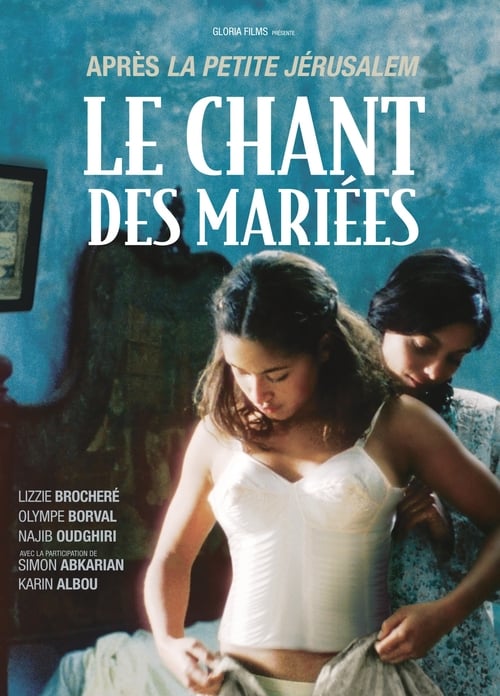 GLORIA FILMS PRÉSENTE
APRÈS LA PETITE JÉRUSALEM
LE CHANT
DES MARIÉES
LIZZIE BROCHERÉ
OLYMPE BORVAL
NAJIB OUDGHIRI
AVEC LA PARTICIPATION DE
SIMON ABKARIAN
KARIN ALBOU